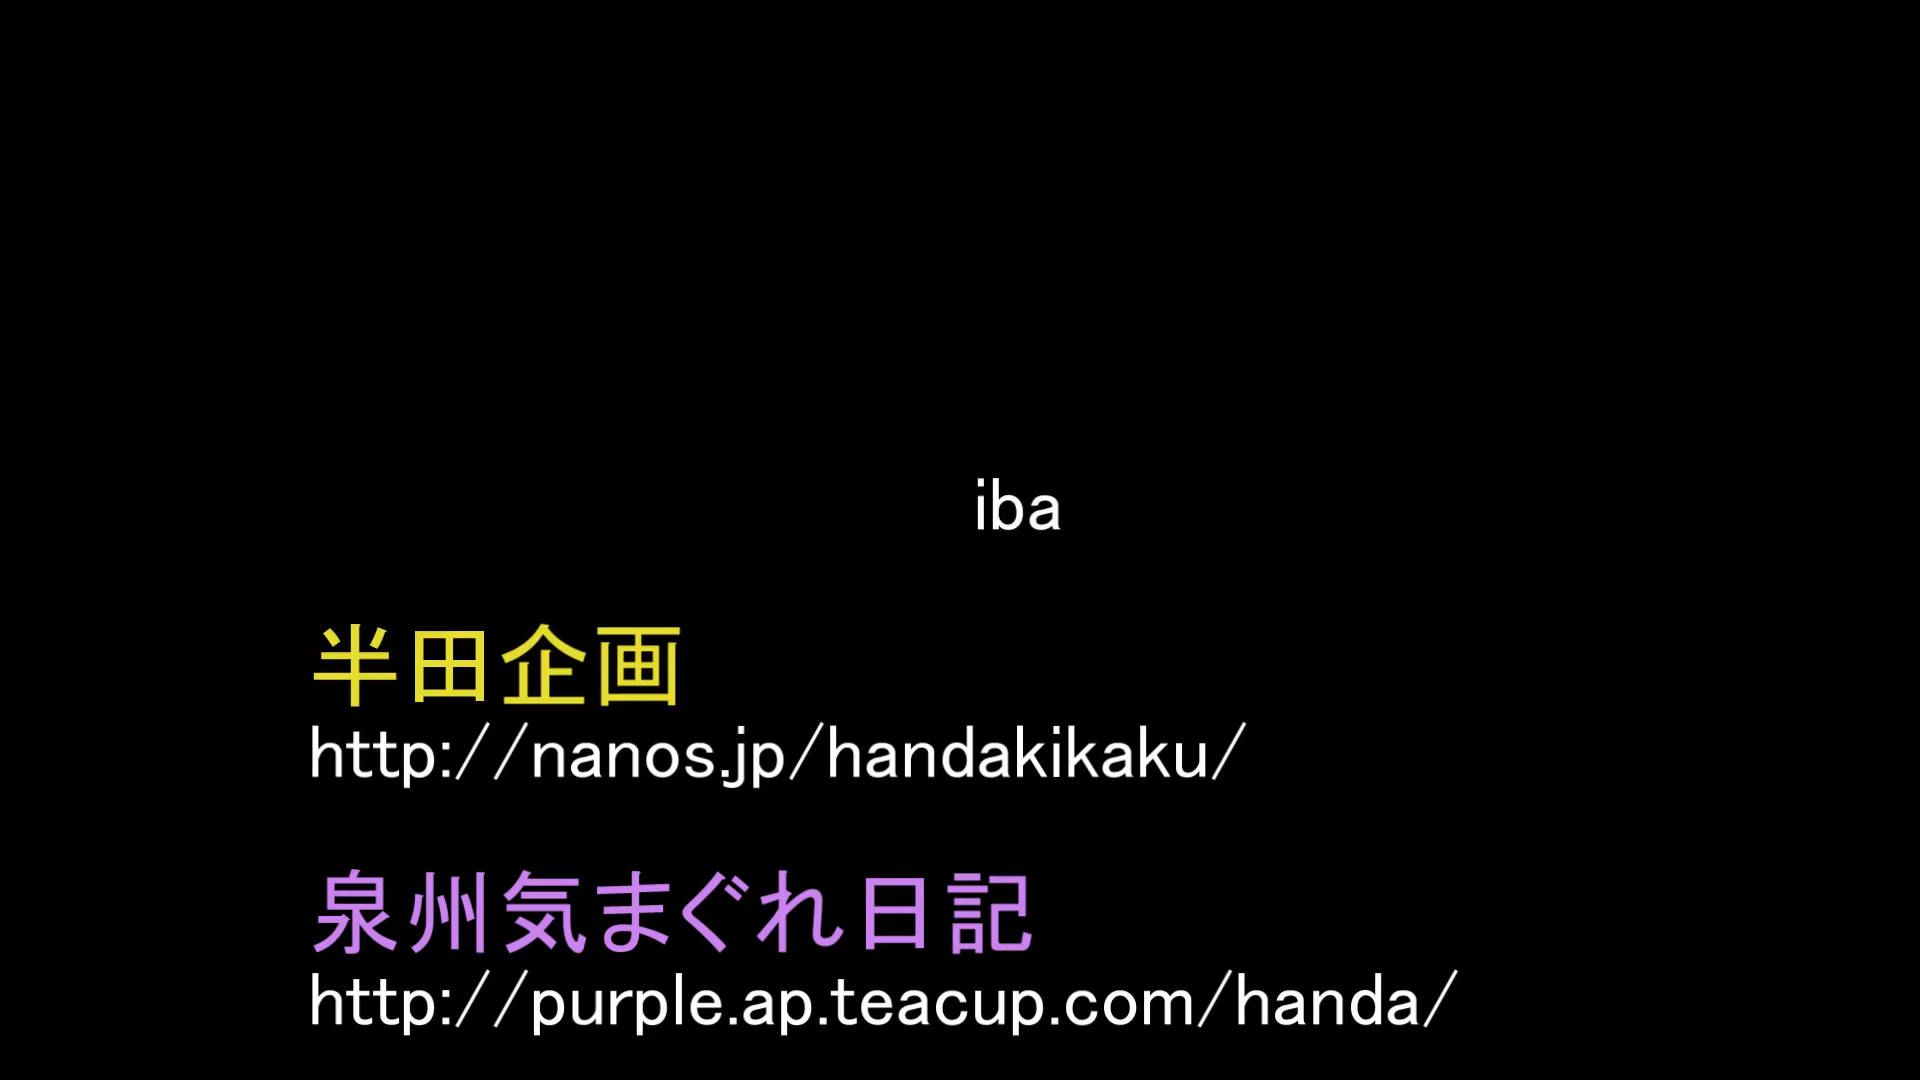 iba
半田企画
http://nanos.jp/handakikaku/
泉州気まぐれ日記
http://purple.ap.teacup.com/handa/